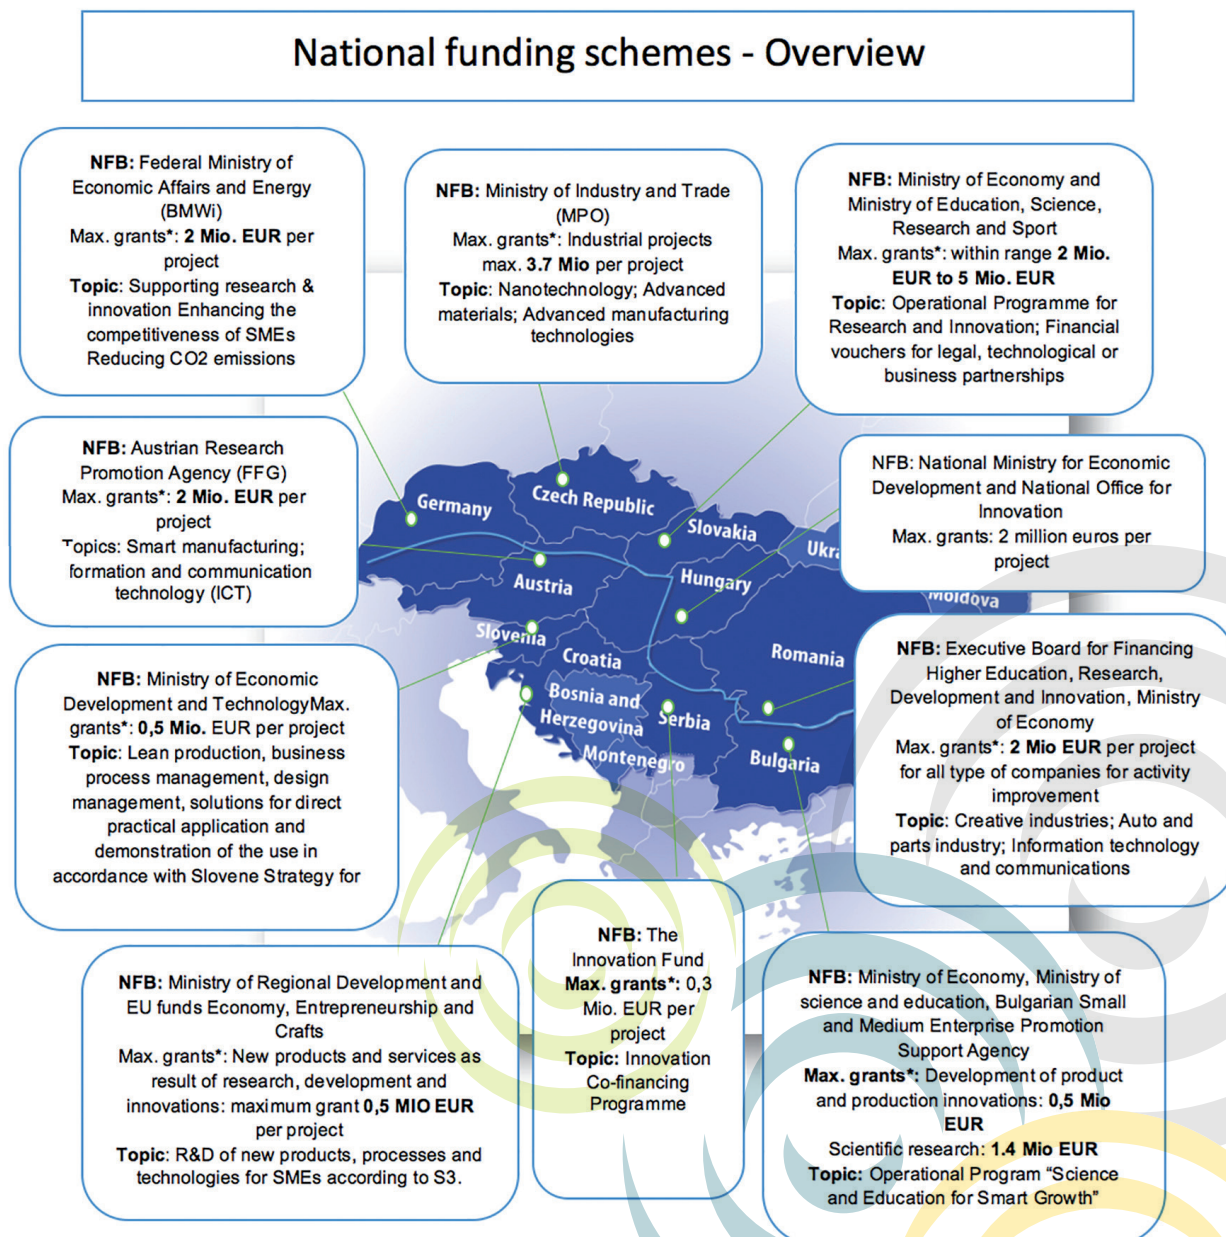 National funding schemes - Overview
NFB: Federal Ministry of
Economic Affairs and Energy
(BMWi)
Max. grants*: 2 Mio. EUR per
project
Topic: Supporting research &
innovation Enhancing the
competitiveness of SMEs
Reducing CO2 emissions
NFB: Ministry of Industry and Trade
(MPO)
Max. grants*: Industrial projects
max. 3.7 Mio per project
Topic: Nanotechnology; Advanced
materials; Advanced manufacturing
technologies
NFB: Ministry of Economy and
Ministry of Education, Science,
Research and Sport
Max. grants*: within range 2 Mio.
EUR to 5 Mio. EUR
Topic: Operational Programme for
Research and Innovation; Financial
vouchers for legal, technological or
business partnerships
NFB: Austrian Research
Promotion Agency (FFG)
Max. grants*: 2 Mio. EUR per
project
Topics: Smart manufacturing;
formation and communication
technology (ICT)
NFB: National Ministry for Economic
Development and National Office for
Innovation
Max. grants: 2 million euros per
project
Germany
Czech Republic
Slovakia
Ukra
Austria
Hungary
Moldova
Slovenia
Croatia
Romania
Bosnia and
Herzegovina
Serbia
Montenegro
Bulgaria
NFB: Ministry of Economic
Development and TechnologyMax.
grants*: 0,5 Mio. EUR per project
Topic: Lean production, business
process management, design
management, solutions for direct
practical application and
demonstration of the use in
accordance with Slovene Strategy for
NFB: Executive Board for Financing
Higher Education, Research,
Development and Innovation, Ministry
of Economy
Max. grants*: 2 Mio EUR per project
for all type of companies for activity
improvement
Topic: Creative industries; Auto and
parts industry; Information technology
and communications
NFB: Ministry of Regional Development and
EU funds Economy, Entrepreneurship and
Crafts
Max. grants*: New products and services as
result of research, development and
innovations: maximum grant 0,5 MIO EUR
per project
Topic: R&D of new products, processes and
technologies for SMEs according to S3.
NFB: The
Innovation Fund
Max. grants*: 0,3
Mio. EUR per
project
Topic: Innovation
Co-financing
Programme
NFB: Ministry of Economy, Ministry of
science and education, Bulgarian Small
and Medium Enterprise Promotion
Support Agency
Max. grants*: Development of product
and production innovations: 0,5 Mio
EUR
Scientific research: 1.4 Mio EUR
Topic: Operational Program “Science
and Education for Smart Growth”